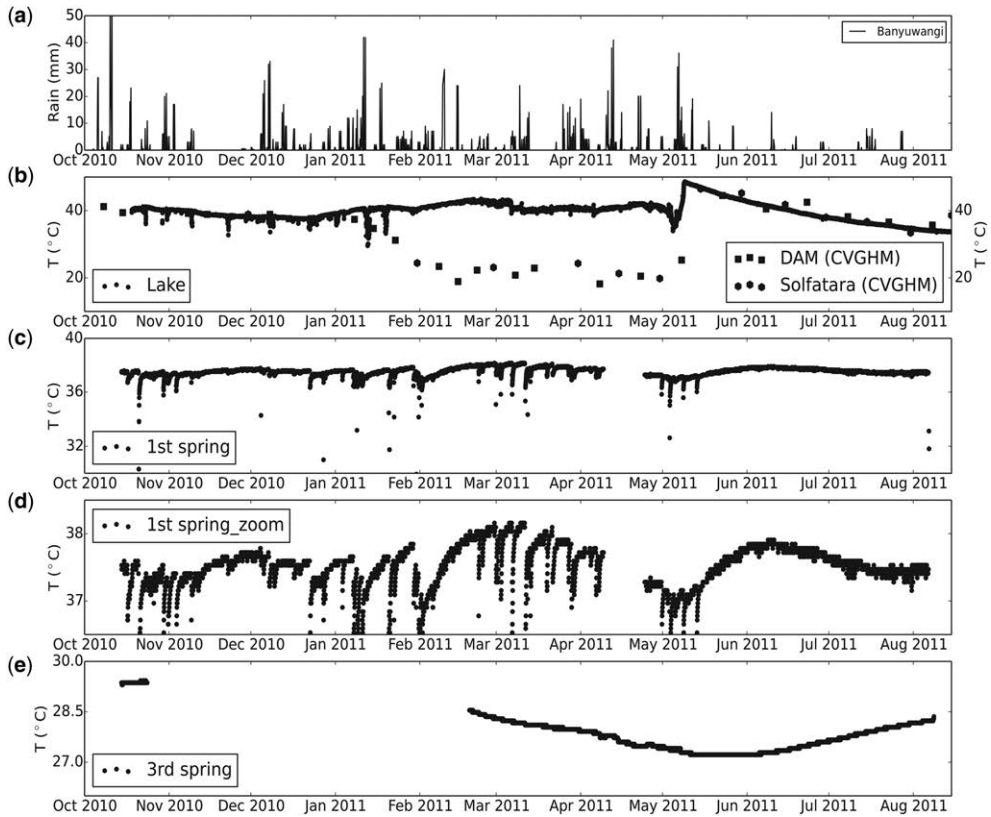 (a)
Rain (mm)
50
40
30
20
10
0
Banyuwangi
Oct 2010 Nov 2010 Dec 2010 Jan 2011 Feb 2011 Mar 2011 Apr 2011 May 2011 Jun 2011 Jul 2011 Aug 2011
(b)
T (°C)
40
20
Lake
DAM (CVGHM)
Solfatara (CVGHM)
40
20
T (°C)
Oct 2010 Nov 2010 Dec 2010 Jan 2011 Feb 2011 Mar 2011 Apr 2011 May 2011 Jun 2011 Jul 2011 Aug 2011
(c)
T (°C)
39
36
33
30
1st spring
Oct 2010 Nov 2010 Dec 2010 Jan 2011 Feb 2011 Mar 2011 Apr 2011 May 2011 Jun 2011 Jul 2011 Aug 2011
(d)
T (°C)
38
37
1st spring_zoom
Oct 2010 Nov 2010 Dec 2010 Jan 2011 Feb 2011 Mar 2011 Apr 2011 May 2011 Jun 2011 Jul 2011 Aug 2011
(e)
T (°C)
30.0
28.5
27.0
3rd spring
Oct 2010 Nov 2010 Dec 2010 Jan 2011 Feb 2011 Mar 2011 Apr 2011 May 2011 Jun 2011 Jul 2011 Aug 2011